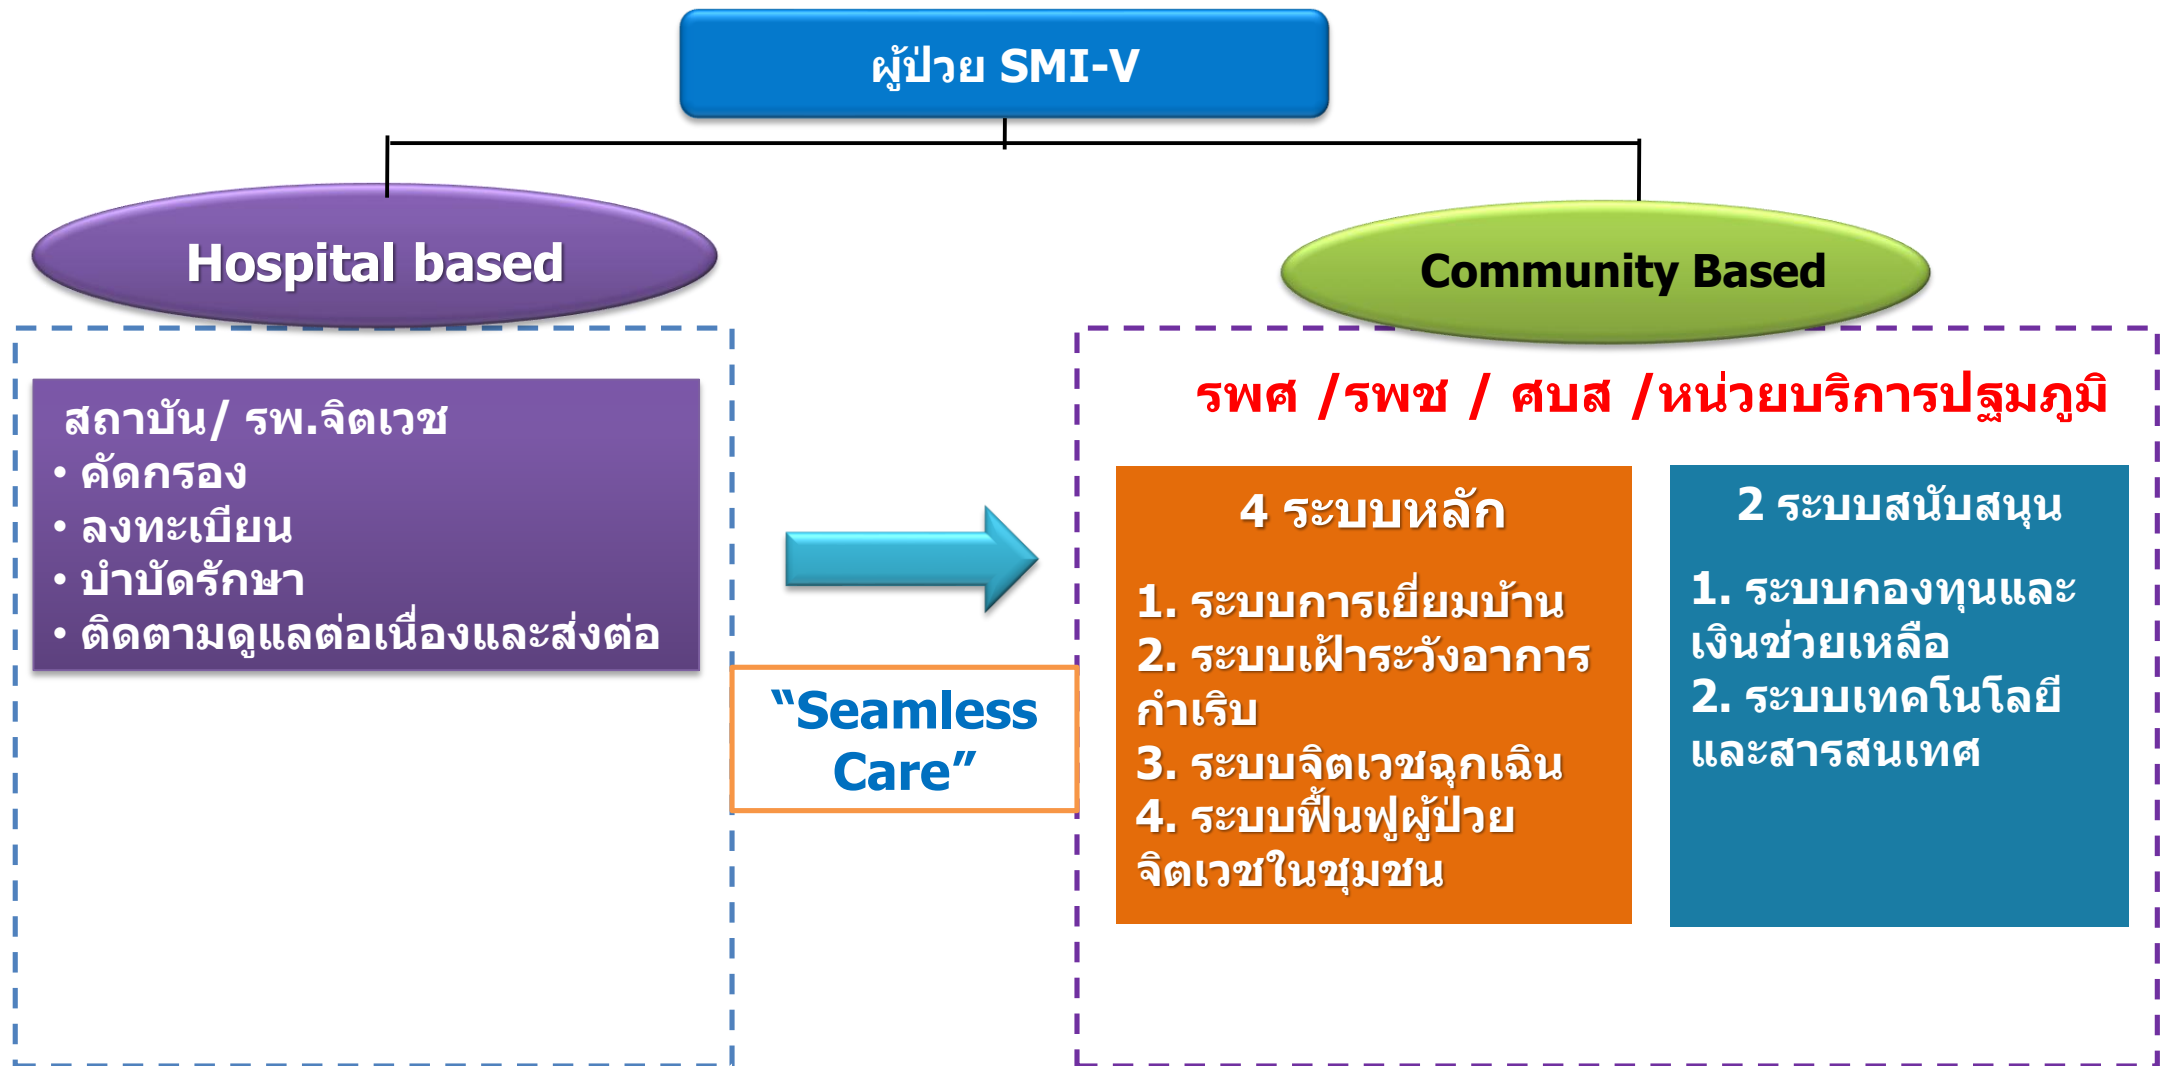 ผู้ป่วย SMI-V
Hospital based
Community Based
สถาบัน/ รพ.จิตเวช
• คัดกรอง
• ลงทะเบียน
• บำบัดรักษา
• ติดตามดูแลต่อเนื่องและส่งต่อ
“Seamless
Care”
รพศ /รพช / ศบส /หน่วยบริการปฐมภูมิ
4 ระบบหลัก
1. ระบบการเยี่ยมบ้าน
2. ระบบเฝ้าระวังอาการ
กำเริบ
3. ระบบจิตเวชฉุกเฉิน
4. ระบบฟื้นฟูผู้ป่วย
จิตเวชในชุมชน
2 ระบบสนับสนุน
1. ระบบกองทุนและ
เงินช่วยเหลือ
2. ระบบเทคโนโลยี
และสารสนเทศ